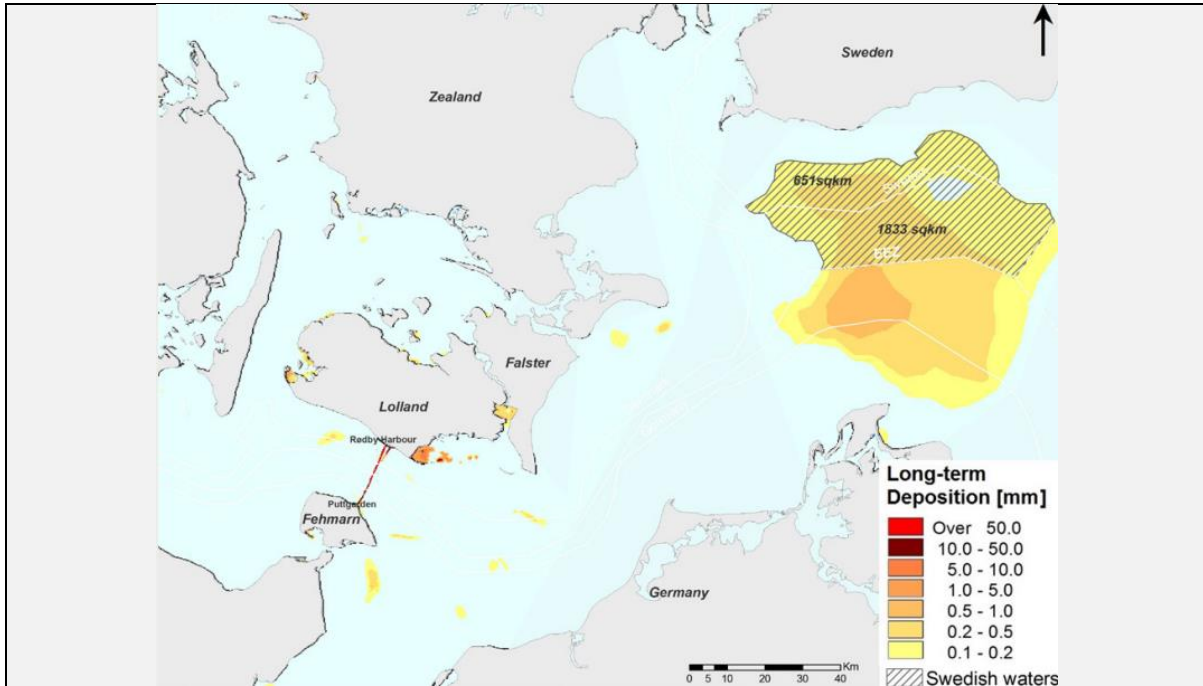 Sweden
Zealand
651sqkm
1833 sqkm
EEZ
Falster
Lolland
Rødby Harbour
Puttgarden
Fehmarn
Germany
Long-term
Deposition [mm]
Over 50.0
10.0 - 50.0
5.0 - 10.0
1.0 - 5.0
0.5 - 1.0
0.2 - 0.5
0.1 - 0.2
Swedish waters
Km
0 5 10 20 30 40